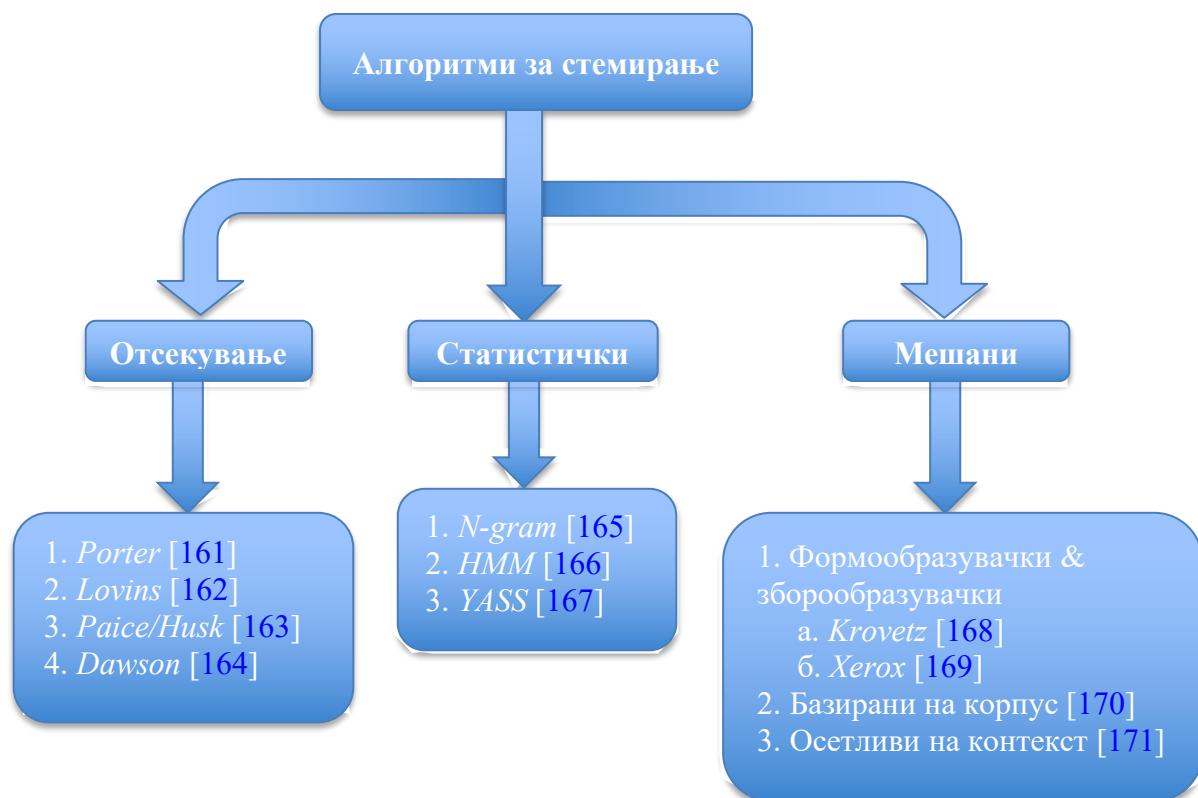 Алгоритми за стемирање
Отсекување
Статистички
Мешани
1. Porter [161]
2. Lovins [162]
3. Paice/Husk [163]
4. Dawson [164]
1. N-gram [165]
2. HMM [166]
3. YASS [167]
1. Формообразувачки &
зборообразувачки
а. Krovetz [168]
б. Xerox [169]
2. Базирани на корпус [170]
3. Осетливи на контекст [171]